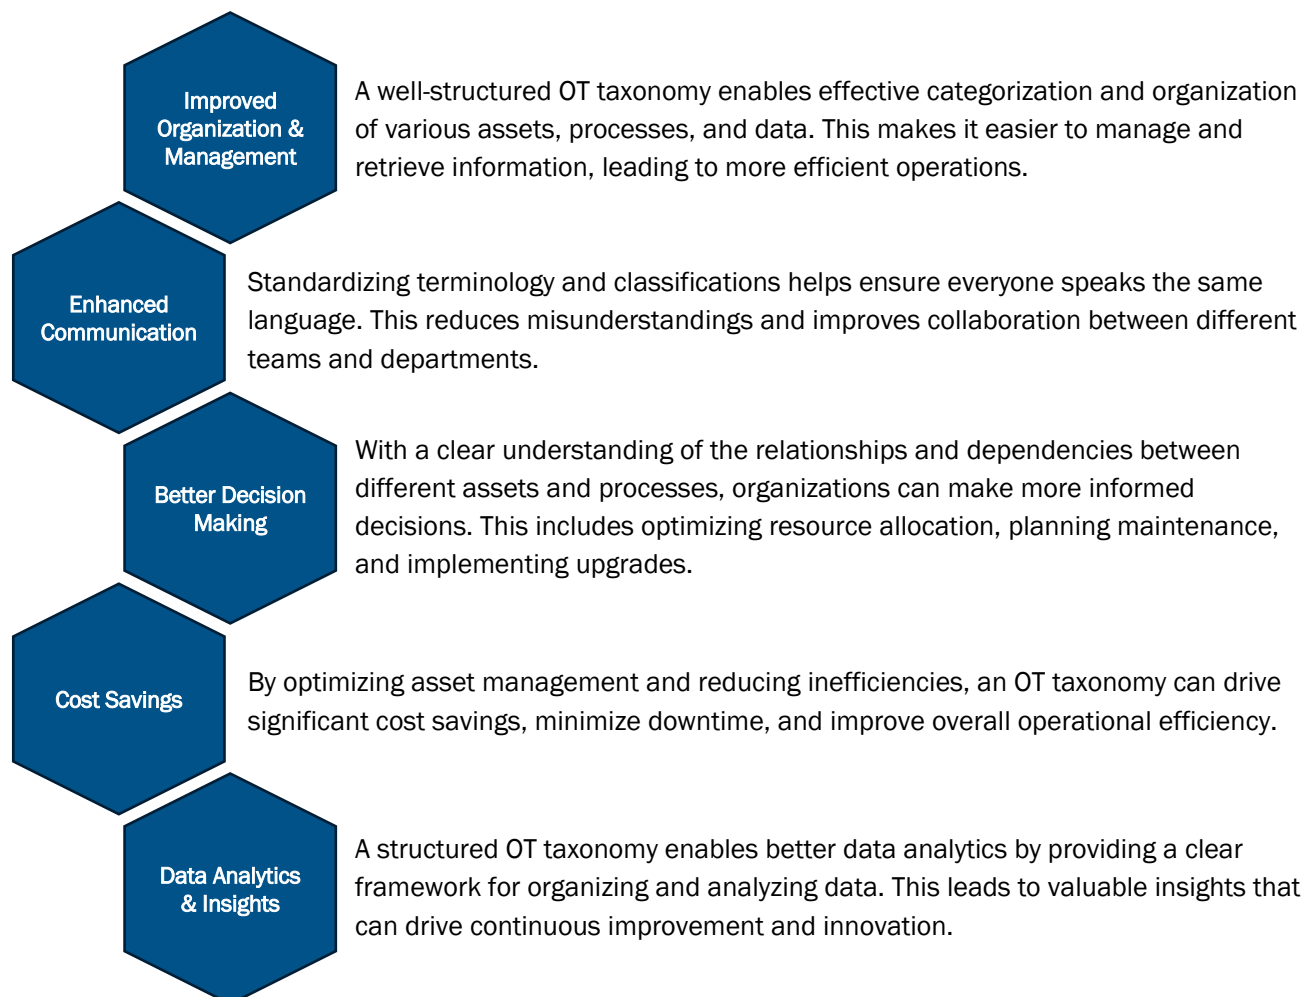 Improved
Organization &
Management
A well-structured OT taxonomy enables effective categorization and organization
of various assets, processes, and data. This makes it easier to manage and
retrieve information, leading to more efficient operations.
Enhanced
Communication
Standardizing terminology and classifications helps ensure everyone speaks the same
language. This reduces misunderstandings and improves collaboration between different
teams and departments.
Better Decision
Making
With a clear understanding of the relationships and dependencies between
different assets and processes, organizations can make more informed
decisions. This includes optimizing resource allocation, planning maintenance,
and implementing upgrades.
Cost Savings
By optimizing asset management and reducing inefficiencies, an OT taxonomy can drive
significant cost savings, minimize downtime, and improve overall operational efficiency.
Data Analytics
& Insights
A structured OT taxonomy enables better data analytics by providing a clear
framework for organizing and analyzing data. This leads to valuable insights that
can drive continuous improvement and innovation.